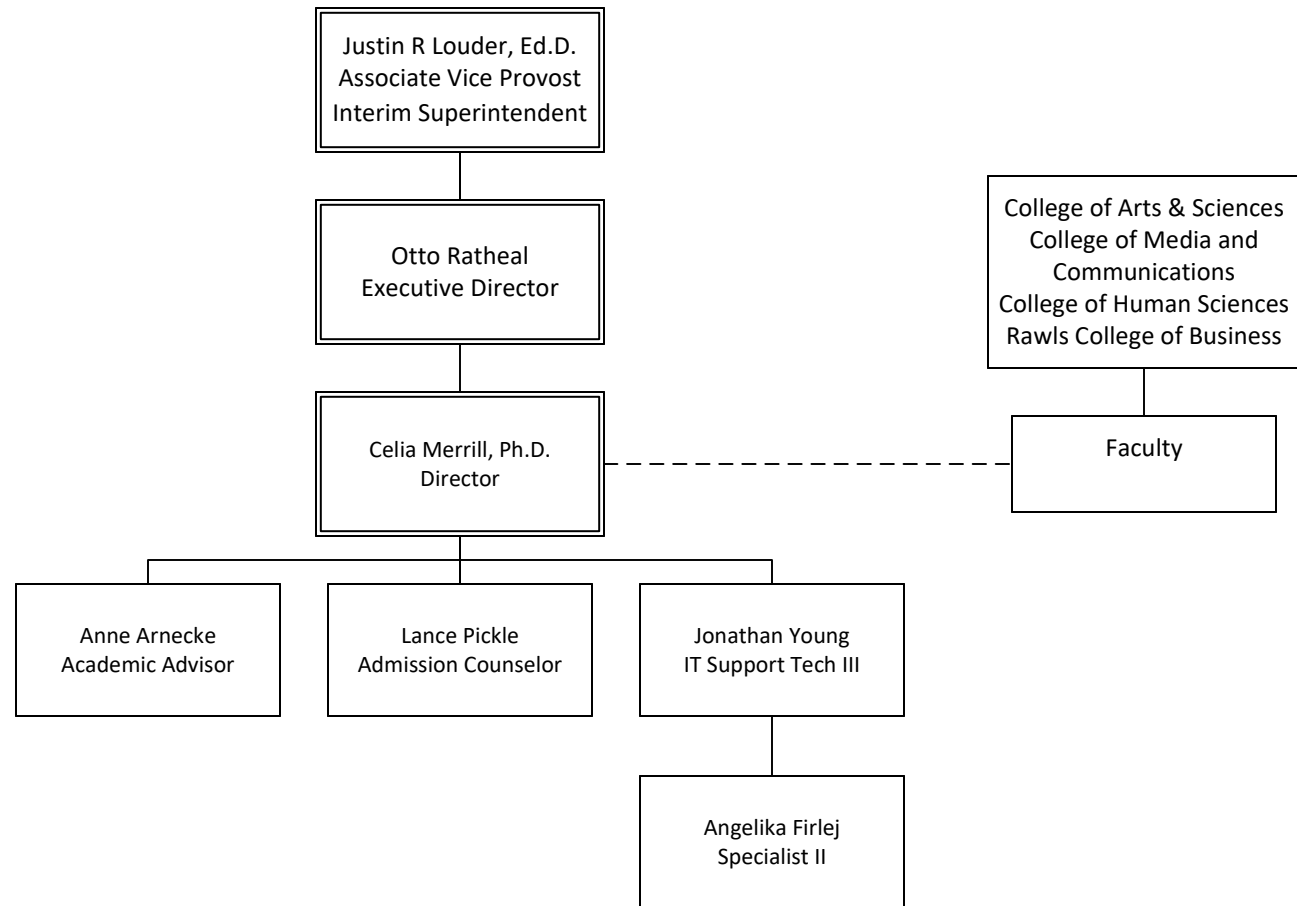 Justin R Louder, Ed.D.
Associate Vice Provost
Interim Superintendent
Otto Ratheal
Executive Director
College of Arts & Sciences
College of Media and
Communications
College of Human Sciences
Rawls College of Business
Celia Merrill, Ph.D.
Director
Faculty
Anne Arnecke
Academic Advisor
Lance Pickle
Admission Counselor
Jonathan Young
IT Support Tech III
Angelika Firlej
Specialist II